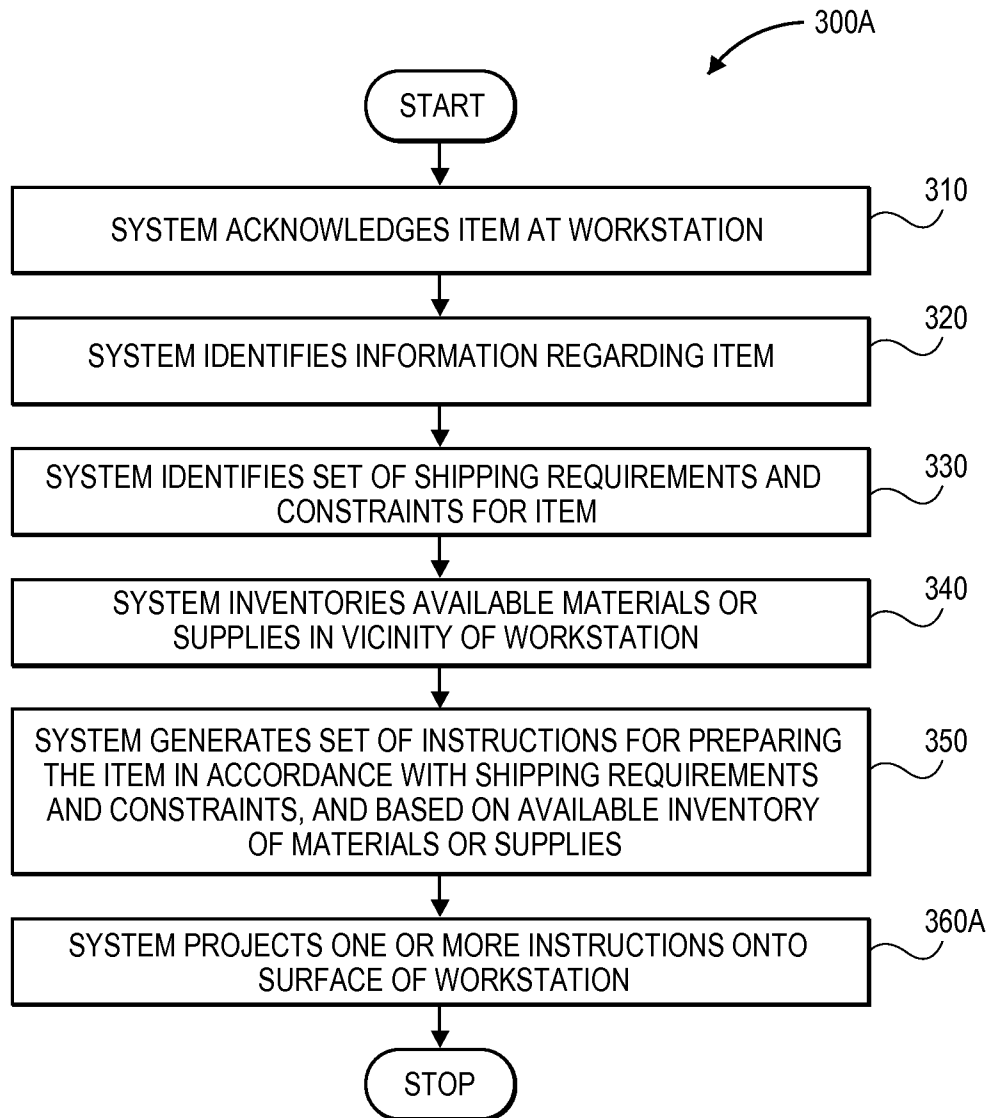 300A
START
310
SYSTEM ACKNOWLEDGES ITEM AT WORKSTATION
320
SYSTEM IDENTIFIES INFORMATION REGARDING ITEM
330
SYSTEM IDENTIFIES SET OF SHIPPING REQUIREMENTS AND
CONSTRAINTS FOR ITEM
340
SYSTEM INVENTORIES AVAILABLE MATERIALS OR
SUPPLIES IN VICINITY OF WORKSTATION
350
SYSTEM GENERATES SET OF INSTRUCTIONS FOR PREPARING
THE ITEM IN ACCORDANCE WITH SHIPPING REQUIREMENTS
AND CONSTRAINTS, AND BASED ON AVAILABLE INVENTORY
OF MATERIALS OR SUPPLIES
360A
SYSTEM PROJECTS ONE OR MORE INSTRUCTIONS ONTO
SURFACE OF WORKSTATION
STOP